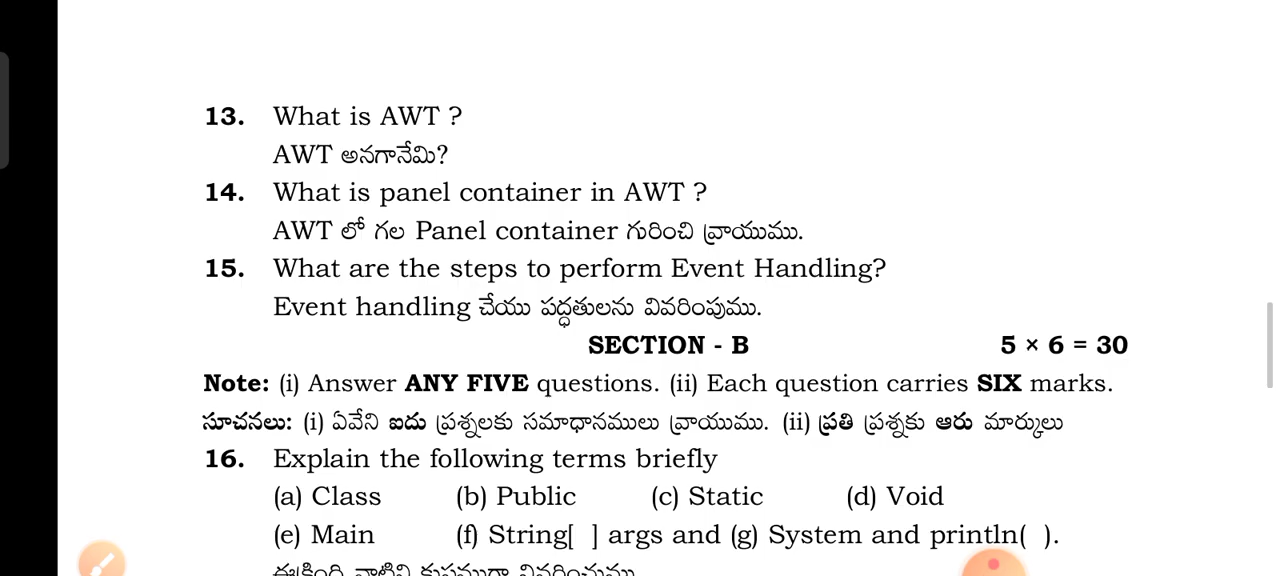 13. What is AWT ?
AWT అనగానేమి?
14. What is panel container in AWT ?
AWT లో గల Panel container గురించి వ్రాయుము.
15. What are the steps to perform Event Handling?
Event handling చేయు పద్ధతులను వివరింపుము.
SECTION - B 5 × 6 = 30
Note: (i) Answer ANY FIVE questions. (ii) Each question carries SIX marks.
సూచనలు: (i) ఏవేని ఐదు ప్రశ్నలకు సమాధానములు వ్రాయుము. (ii) ప్రతి ప్రశ్నకు ఆరు మార్కులు
16. Explain the following terms briefly
(a) Class (b) Public (c) Static (d) Void
(e) Main (f) String[ ] args and (g) System and println( ).